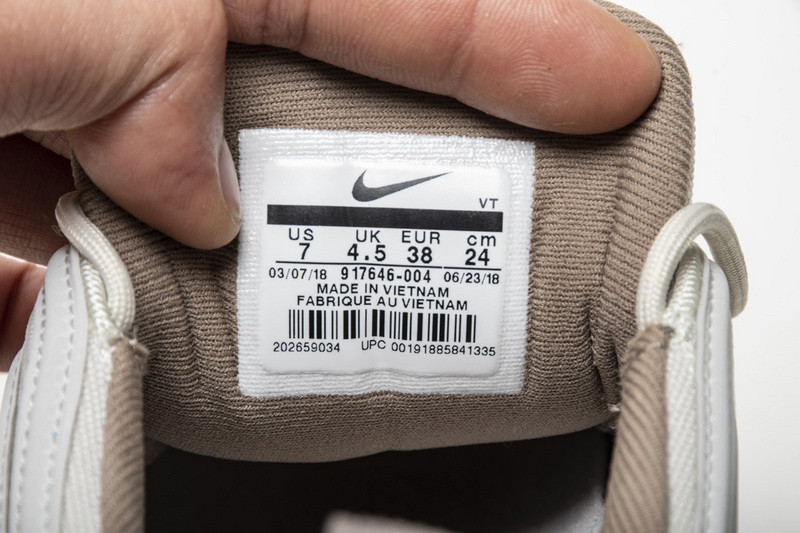 VT
US UK EUR cm
7 4.5 38 24
03/07/18 917646-004 06/23/18
MADE IN VIETNAM
FABRIQUE AU VIETNAM
202659034 UPC 00191885841335